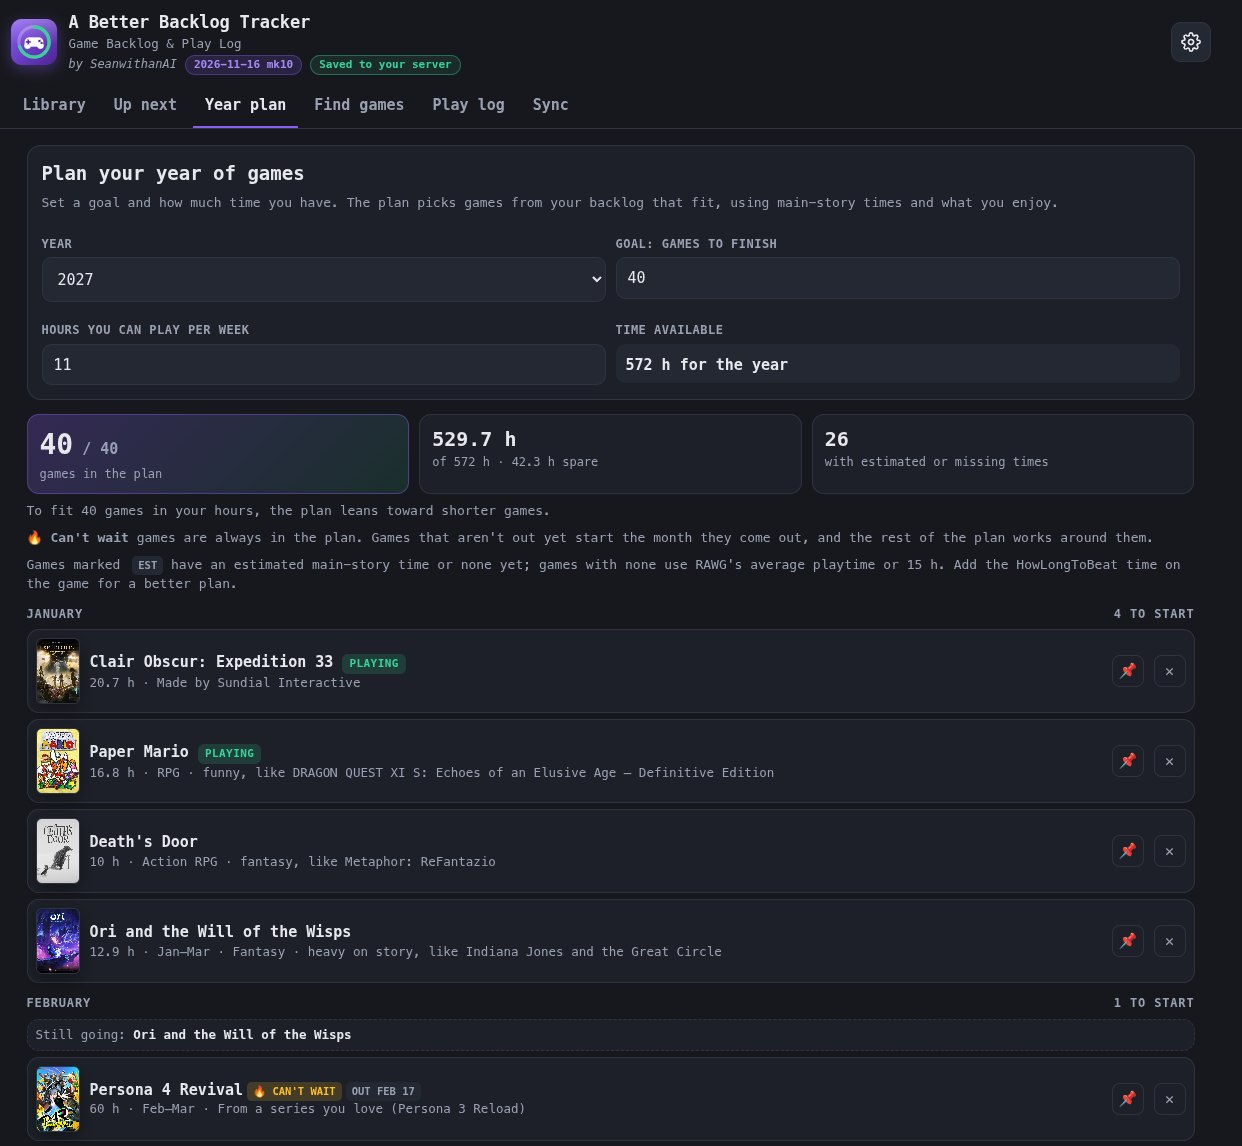 A Better Backlog Tracker
Game Backlog & Play Log
by SeanwithanAI 2026-11-16 mk10 Saved to your server
Library Up next Year plan Find games Play log Sync
Plan your year of games
Set a goal and how much time you have. The plan picks games from your backlog that fit, using main-story times and what you enjoy.
YEAR GOAL: GAMES TO FINISH
2027 40
HOURS YOU CAN PLAY PER WEEK TIME AVAILABLE
11 572 h for the year
40 / 40 529.7 h 26
games in the plan of 572 h · 42.3 h spare with estimated or missing times
To fit 40 games in your hours, the plan leans toward shorter games.
🔥 Can't wait games are always in the plan. Games that aren't out yet start the month they come out, and the rest of the plan works around them.
Games marked EST have an estimated main-story time or none yet; games with none use RAWG's average playtime or 15 h. Add the HowLongToBeat time on
the game for a better plan.
JANUARY 4 TO START
Clair Obscur: Expedition 33 PLAYING
20.7 h · Made by Sundial Interactive
Paper Mario PLAYING
16.8 h · RPG · funny, like DRAGON QUEST XI S: Echoes of an Elusive Age – Definitive Edition
Death's Door
10 h · Action RPG · fantasy, like Metaphor: ReFantazio
Ori and the Will of the Wisps
12.9 h · Jan–Mar · Fantasy · heavy on story, like Indiana Jones and the Great Circle
FEBRUARY 1 TO START
Still going: Ori and the Will of the Wisps
Persona 4 Revival 🔥 CAN'T WAIT OUT FEB 17
60 h · Feb–Mar · From a series you love (Persona 3 Reload)